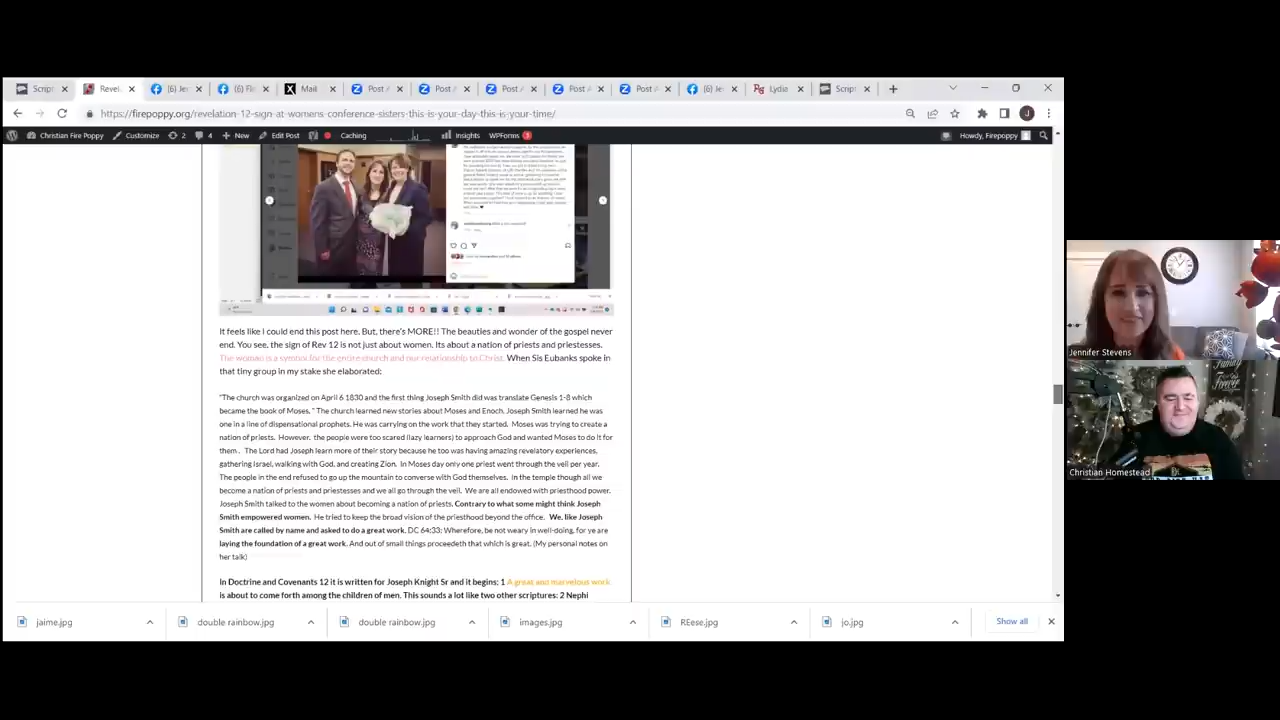 Script
Revela
(6) Jer
(6) Fle
Mail
Post A
Post A
Post A
Post A
Post A
(6) Je
Lydia
Script
https://firepoppy.org/revelation-12-sign-at-womens-conference-sisters-this-is-your-day-this-is-your-time/
Christian Fire Poppy Customize 2 4 New Edit Post Caching Insights WPForms Howdy, Firepoppy
It feels like I could end this post here. But, there's MORE!! The beauties and wonder of the gospel never
end. You see, the sign of Rev 12 is not just about women. Its about a nation of priests and priestesses.
The woman is a symbol for the entire church and our relationship to Christ. When Sis Eubanks spoke in
that tiny group in my stake she elaborated:
"The church was organized on April 6 1830 and the first thing Joseph Smith did was translate Genesis 1-8 which
became the book of Moses. " The church learned new stories about Moses and Enoch. Joseph Smith learned he was
one in a line of dispensational prophets. He was carrying on the work that they started. Moses was trying to create a
nation of priests. However, the people were too scared (lazy learners) to approach God and wanted Moses to do it for
them. The Lord had Joseph learn more of their story because he too was having amazing revelatory experiences,
gathering Israel, walking with God, and creating Zion. In Moses day only one priest went through the veil per year.
The people in the end refused to go up the mountain to converse with God themselves. In the temple though all we
become a nation of priests and priestesses and we all go through the veil. We are all endowed with priesthood power.
Joseph Smith talked to the women about becoming a nation of priests. Contrary to what some might think Joseph
Smith empowered women. He tried to keep the broad vision of the priesthood beyond the office. We, like Joseph
Smith are called by name and asked to do a great work. DC 64:33; Wherefore, be not weary in well-doing, for ye are
laying the foundation of a great work. And out of small things proceedeth that which is great. (My personal notes on
her talk)
In Doctrine and Covenants 12 it is written for Joseph Knight Sr and it begins; 1 A great and marvelous work
is about to come forth among the children of men. This sounds a lot like two other scriptures: 2 Nephi
jaime.jpg
double rainbow.jpg
double rainbow.jpg
images.jpg
REese.jpg
jo.jpg
Show all
Jennifer Stevens
Family
Forever
Christian Homestead